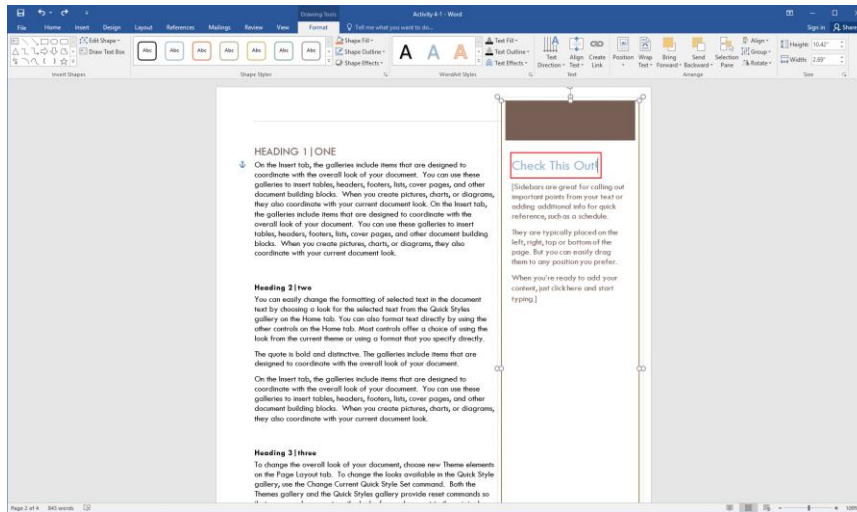 Drawing Tools
Activity 4-1 - Word
File Home Insert Design Layout References Mailings Review View Format Tell me what you want to do... Sign in Share
Edit Shape
Draw Text Box
Insert Shapes
Abc Abc Abc Abc Abc Abc Abc
Shape Fill
Shape Outline
Shape Effects
Shape Styles
A A A
Text Fill
Text Outline
Text Effects
WordArt Styles
Text Direction
Align Text
Create Link
Text
Position
Wrap Text
Bring Forward
Send Backward
Selection Pane
Align
Group
Rotate
Arrange
Height: 10.42"
Width: 2.69"
Size
HEADING 1|ONE
On the Insert tab, the galleries include items that are designed to
coordinate with the overall look of your document. You can use these
galleries to insert tables, headers, footers, lists, cover pages, and other
document building blocks. When you create pictures, charts, or diagrams,
they also coordinate with your current document look. On the Insert tab,
the galleries include items that are designed to coordinate with the
overall look of your document. You can use these galleries to insert
tables, headers, footers, lists, cover pages, and other document building
blocks. When you create pictures, charts, or diagrams, they also
coordinate with your current document look.
Heading 2|two
You can easily change the formatting of selected text in the document
text by choosing a look for the selected text from the Quick Styles
gallery on the Home tab. You can also format text directly by using the
other controls on the Home tab. Most controls offer a choice of using the
look from the current theme or using a format that you specify directly.
The quote is bold and distinctive. The galleries include items that are
designed to coordinate with the overall look of your document.
On the Insert tab, the galleries include items that are designed to
coordinate with the overall look of your document. You can use these
galleries to insert tables, headers, footers, lists, cover pages, and other
document building blocks. When you create pictures, charts, or diagrams,
they also coordinate with your current document look.
Heading 3|three
To change the overall look of your document, choose new Theme elements
on the Page Layout tab. To change the looks available in the Quick Style
gallery, use the Change Current Quick Style Set command. Both the
Themes gallery and the Quick Styles gallery provide reset commands so
Check This Out!
[Sidebars are great for calling out
important points from your text or
adding additional info for quick
reference, such as a schedule.
They are typically placed on the
left, right, top or bottom of the
page. But you can easily drag
them to any position you prefer.
When you're ready to add your
content, just click here and start
typing.]
Page 2 of 4 843 words